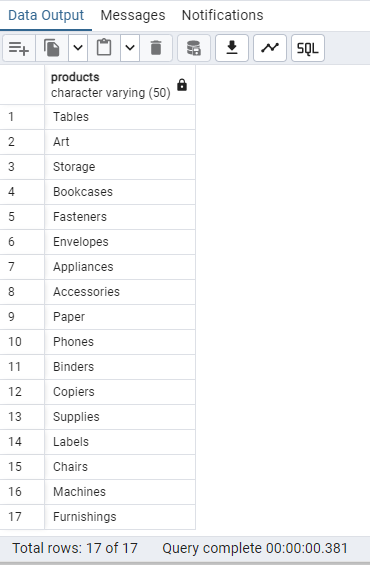 Data Output Messages Notifications
SQL
products
character varying (50)
1 Tables
2 Art
3 Storage
4 Bookcases
5 Fasteners
6 Envelopes
7 Appliances
8 Accessories
9 Paper
10 Phones
11 Binders
12 Copiers
13 Supplies
14 Labels
15 Chairs
16 Machines
17 Furnishings
Total rows: 17 of 17 Query complete 00:00:00.381